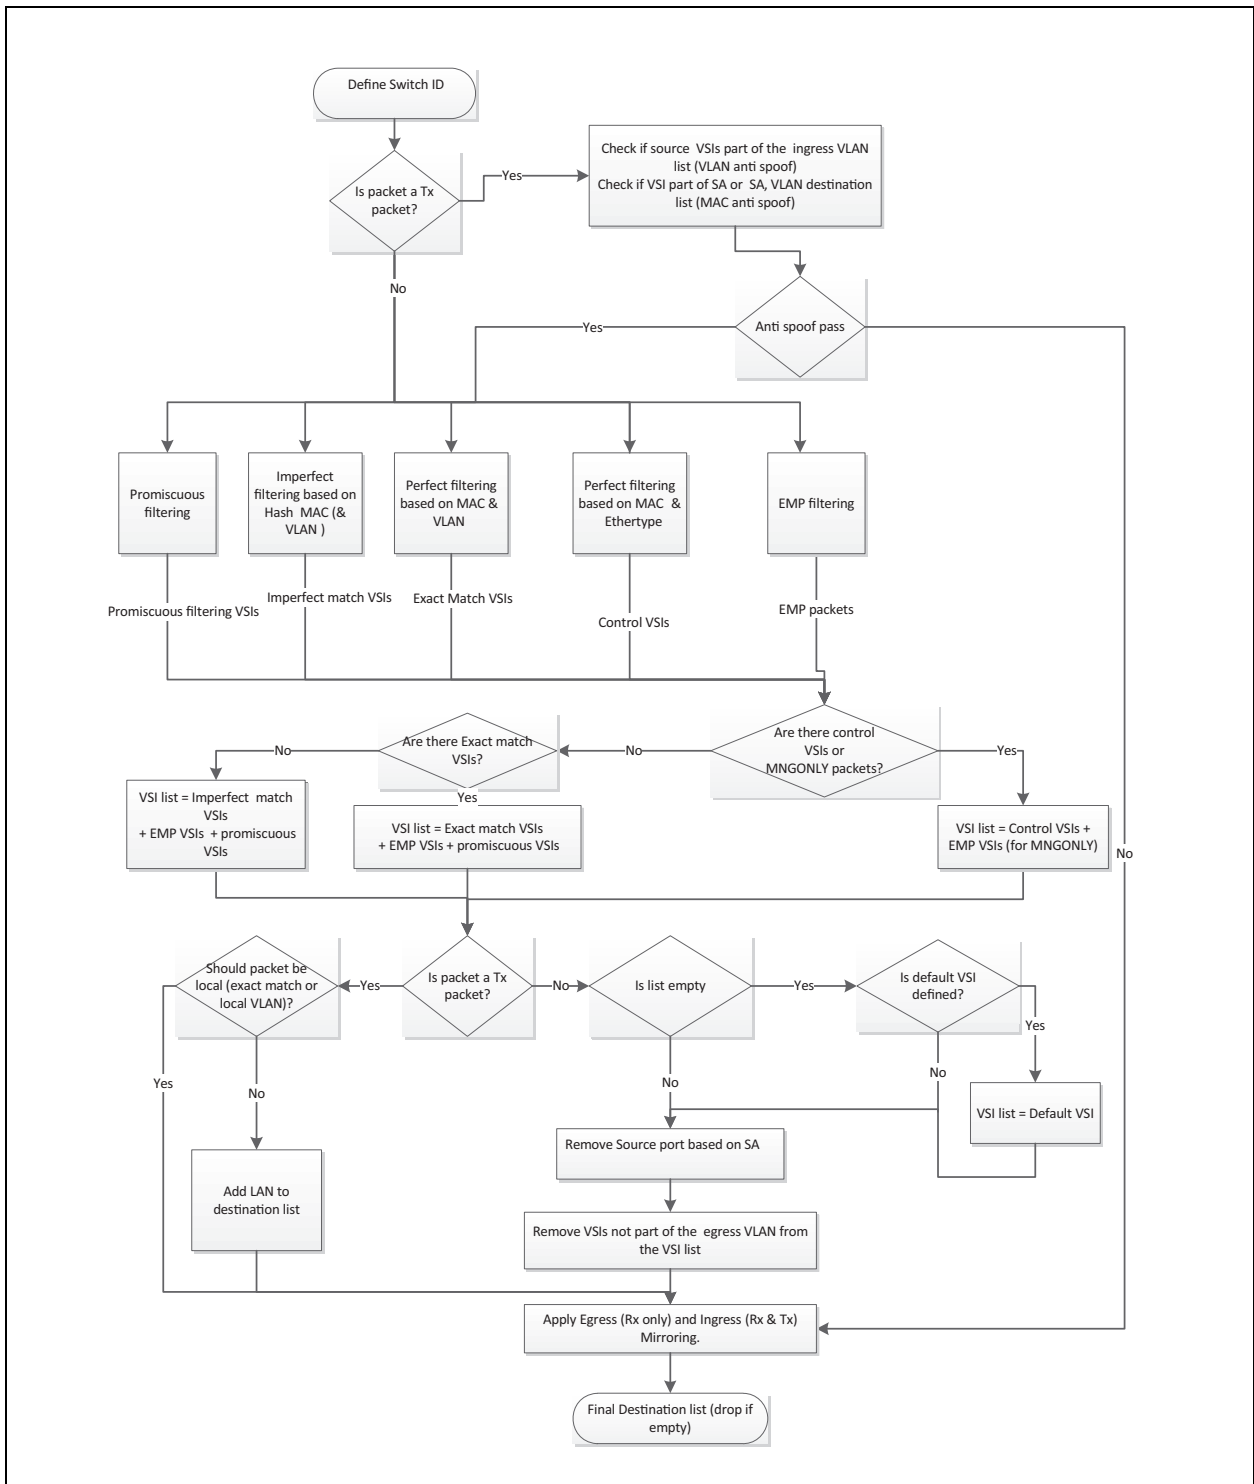 Define Switch ID
Is packet a Tx
packet?
Yes
Check if source VSIs part of the ingress VLAN
list (VLAN anti spoof)
Check if VSI part of SA or SA, VLAN destination
list (MAC anti spoof)
No
Anti spoof pass
Yes
Promiscuous
filtering
Imperfect
filtering based on
Hash MAC (&
VLAN )
Perfect filtering
based on MAC &
VLAN
Perfect filtering
based on MAC &
Ethertype
EMP filtering
Promiscuous filtering VSIs
Imperfect match VSIs
Exact Match VSIs
Control VSIs
EMP packets
Are there control
VSIs or
MNGONLY packets?
No
Yes
Are there Exact match
VSIs?
No
Yes
VSI list = Imperfect match
VSIs
+ EMP VSIs + promiscuous
VSIs
VSI list = Exact match VSIs
+ EMP VSIs + promiscuous VSIs
VSI list = Control VSIs +
EMP VSIs (for MNGONLY)
No
Should packet be
local (exact match or
local VLAN)?
Yes
Is packet a Tx
packet?
No
Is list empty
Yes
Is default VSI
defined?
Yes
Yes
No
No
No
VSI list = Default VSI
Add LAN to
destination list
Remove Source port based on SA
Remove VSIs not part of the egress VLAN from
the VSI list
Apply Egress (Rx only) and Ingress (Rx & Tx)
Mirroring.
Final Destination list (drop if
empty)